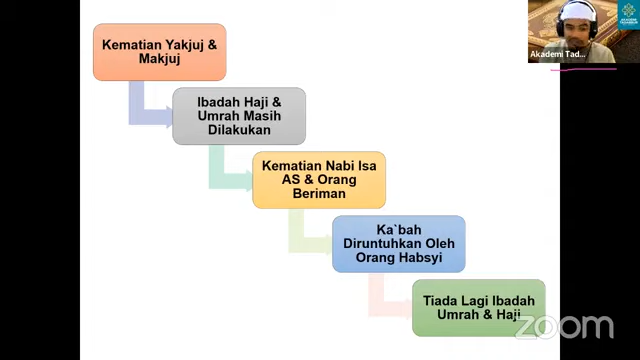 Kematian Yakjuj &
Makjuj
Ibadah Haji &
Umrah Masih
Dilakukan
Kematian Nabi Isa
AS & Orang
Beriman
Ka`bah
Diruntuhkan Oleh
Orang Habsyi
Tiada Lagi Ibadah
Umrah & Haji
Akademi Tad...
zoom